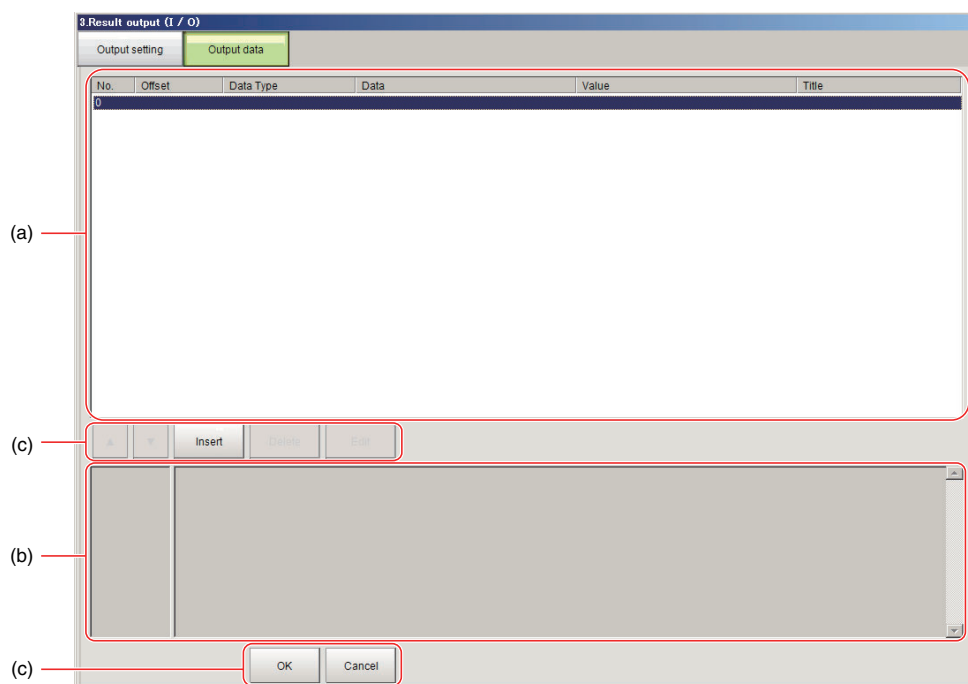 3.Result output (I / O)
Output setting Output data
No. Offset Data Type Data Value Title
0
(a)
(c) ▲ ▼ Insert Delete Edit
(b)
(c) OK Cancel